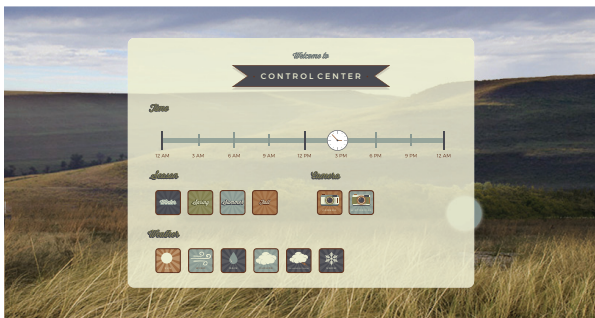 Welcome to
CONTROL CENTER
Time
12 AM 3 AM 6 AM 9 AM 12 PM 3 PM 6 PM 9 PM 12 AM
Season Camera
Winter Spring Summer Fall
Weather